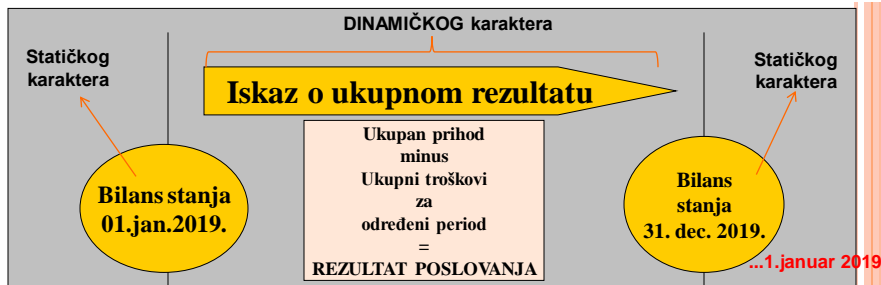 DINAMIČKOG karaktera
Statičkog
karaktera
Statičkog
karaktera
Iskaz o ukupnom rezultatu
Ukupan prihod
minus
Ukupni troškovi
za
određeni period
=
REZULTAT POSLOVANJA
Bilans stanja
01.jan.2019.
Bilans
stanja
31. dec. 2019.
...1.januar 2019